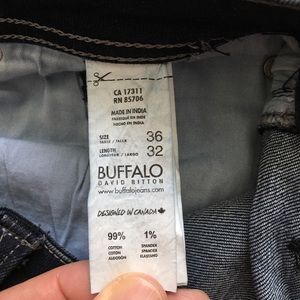 CA 17311
RN 85706
MADE IN INDIA
FABRIQUÉ EN INDE
HECHO EN INDIA
SIZE 36
TAILLE / TALLA
LENGTH 32
LONGUEUR / LARGO
BUFFALO
DAVID BITTON
www.buffalojeans.com
DESIGNED IN CANADA
99% 1%
COTTON SPANDEX
COTON SPANDEX
ALGODON ELASTANO